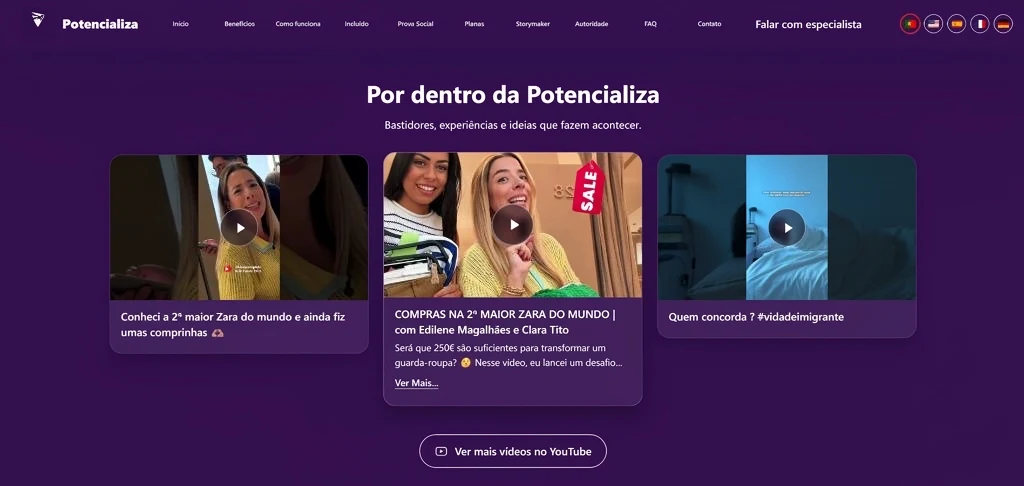 Potencializa
Início
Benefícios
Como funciona
Incluído
Prova Social
Planos
Storymaker
Autoridade
FAQ
Contato
Falar com especialista
Por dentro da Potencializa
Bastidores, experiências e ideias que fazem acontecer.
SALE
Conheci a 2ª maior Zara do mundo e ainda fiz
umas comprinhas 🫶🏼
COMPRAS NA 2ª MAIOR ZARA DO MUNDO |
com Edilene Magalhães e Clara Tito
Será que 250€ são suficientes para transformar um
guarda-roupa? 😲 Nesse vídeo, eu lancei um desafio...
Ver Mais...
Quem concorda ? #vidadeimigrante
Ver mais vídeos no YouTube